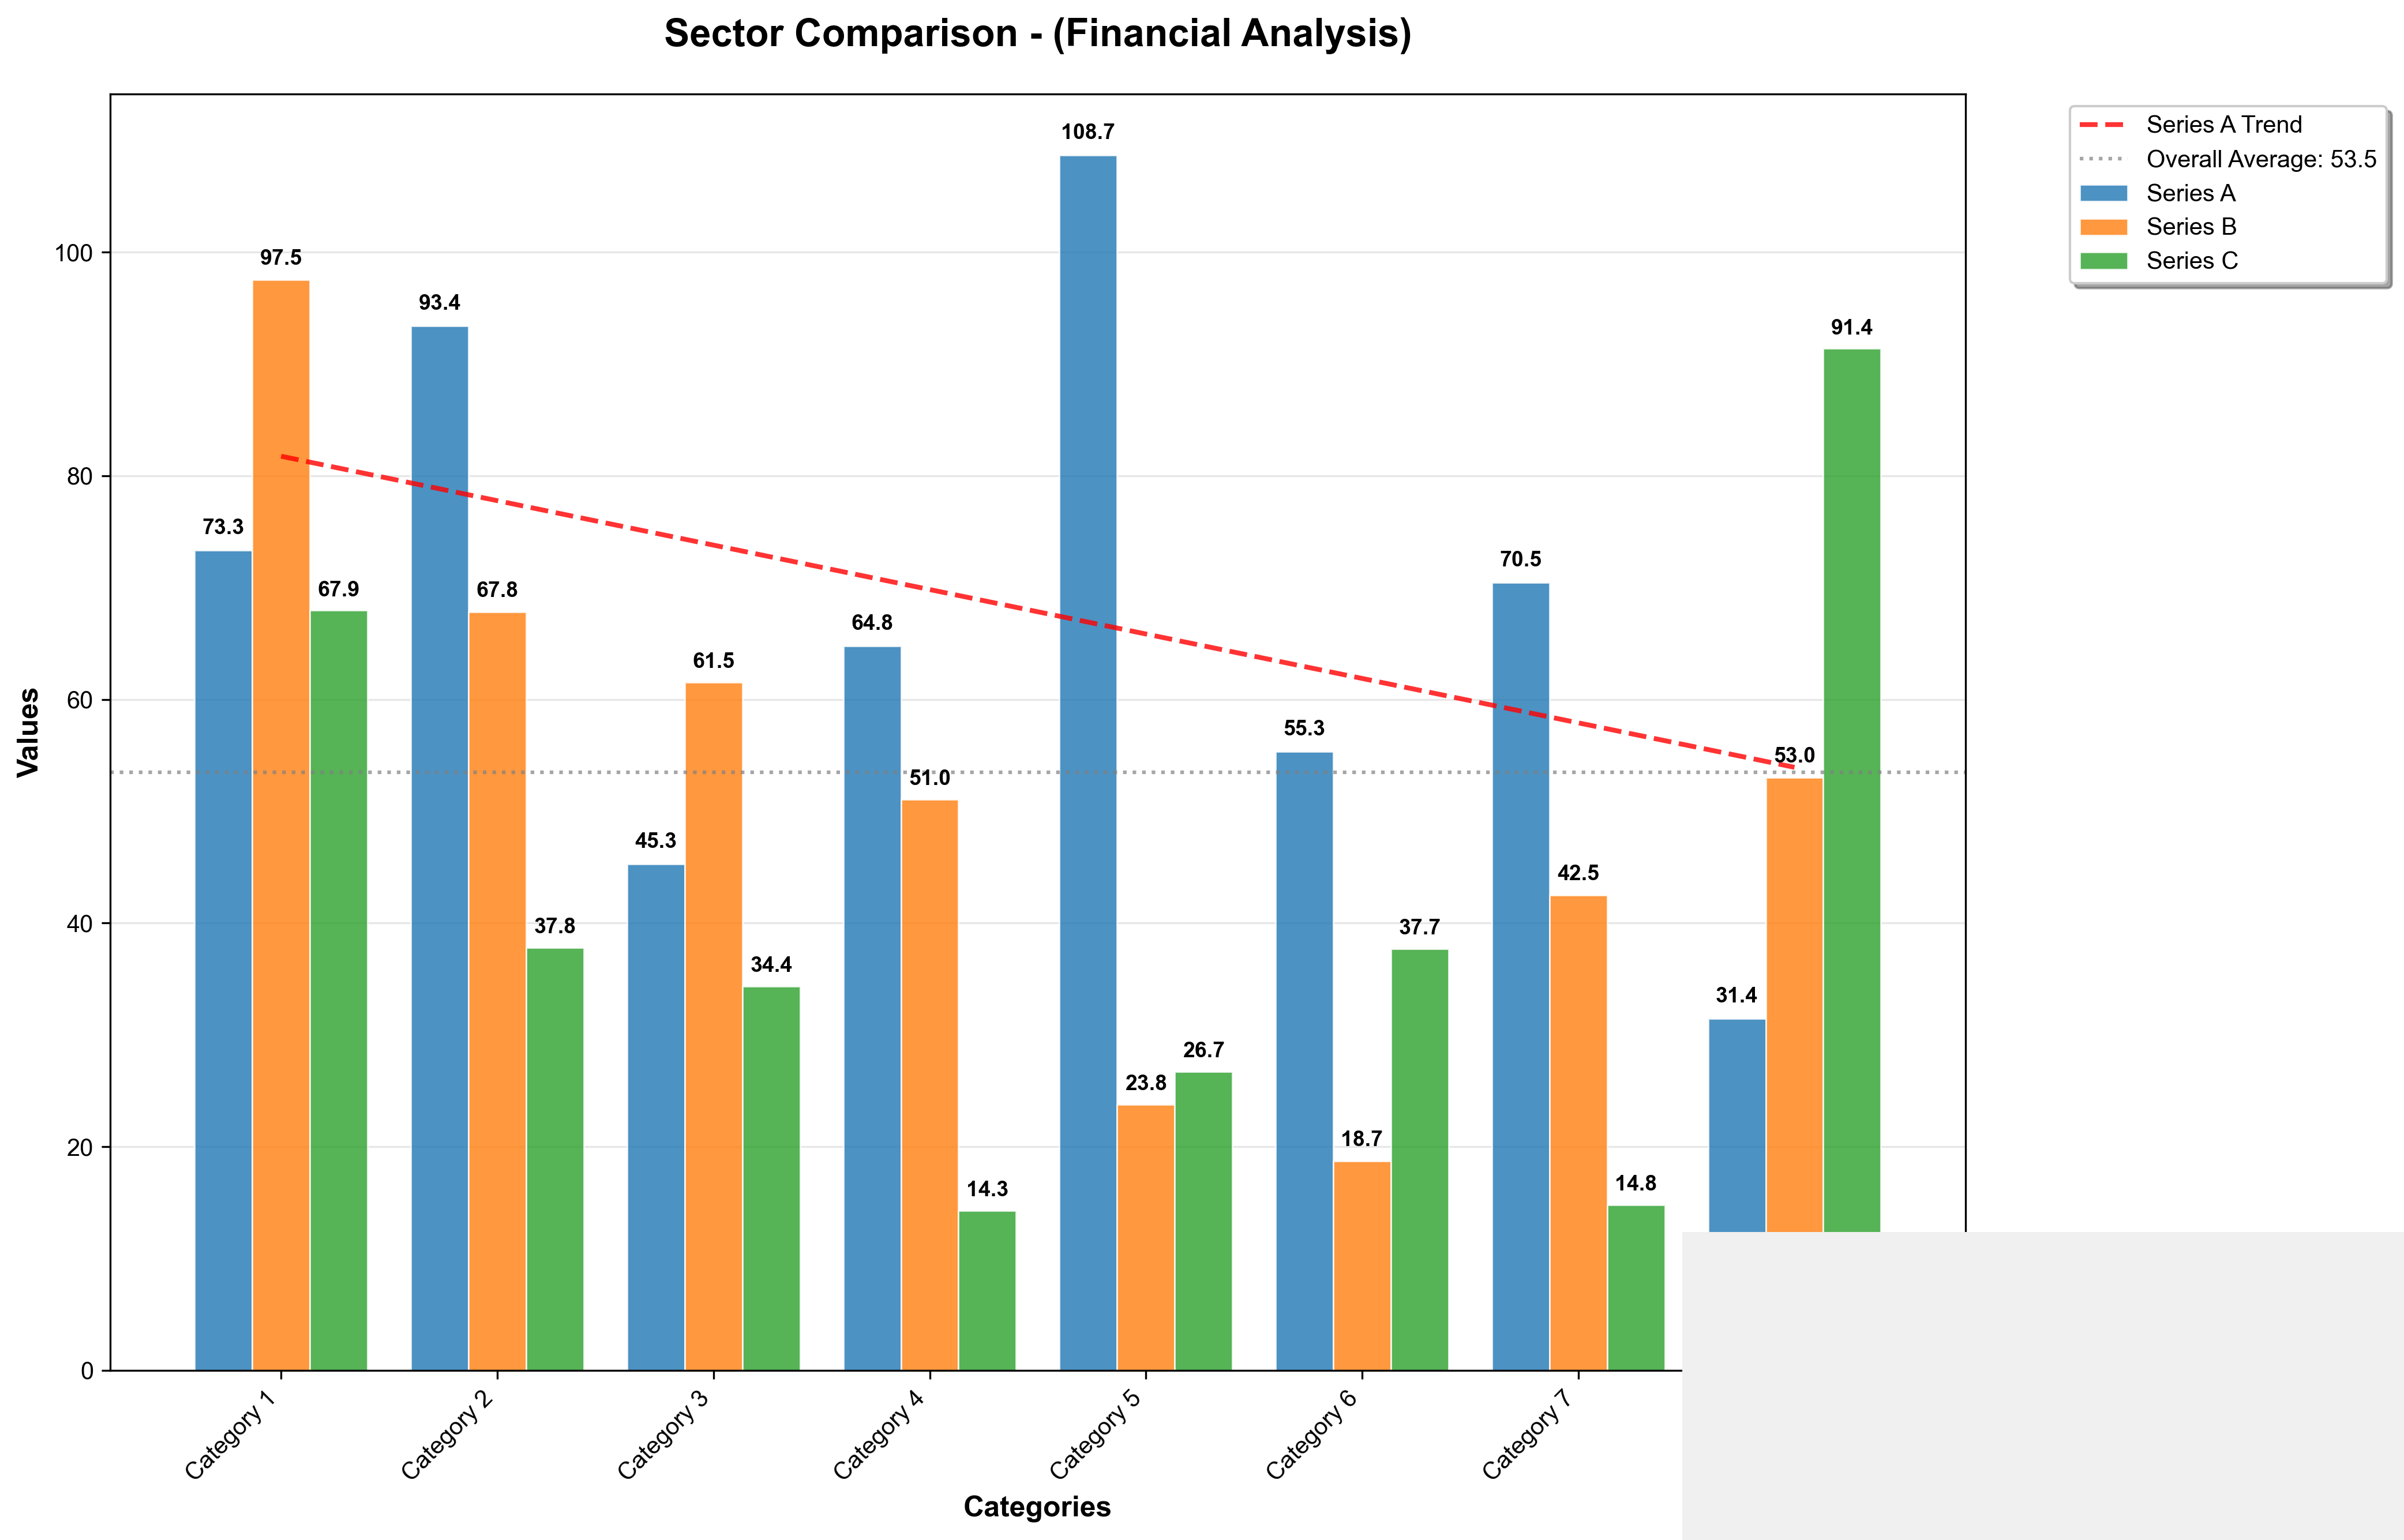 Sector Comparison - (Financial Analysis)
Series A Trend
Overall Average: 53.5
Series A
Series B
Series C
Values
100
80
60
40
20
0
73.3
97.5
67.9
93.4
67.8
37.8
45.3
61.5
34.4
64.8
51.0
14.3
108.7
23.8
26.7
55.3
18.7
37.7
70.5
42.5
14.8
31.4
53.0
91.4
Category 1
Category 2
Category 3
Category 4
Category 5
Category 6
Category 7
Categories